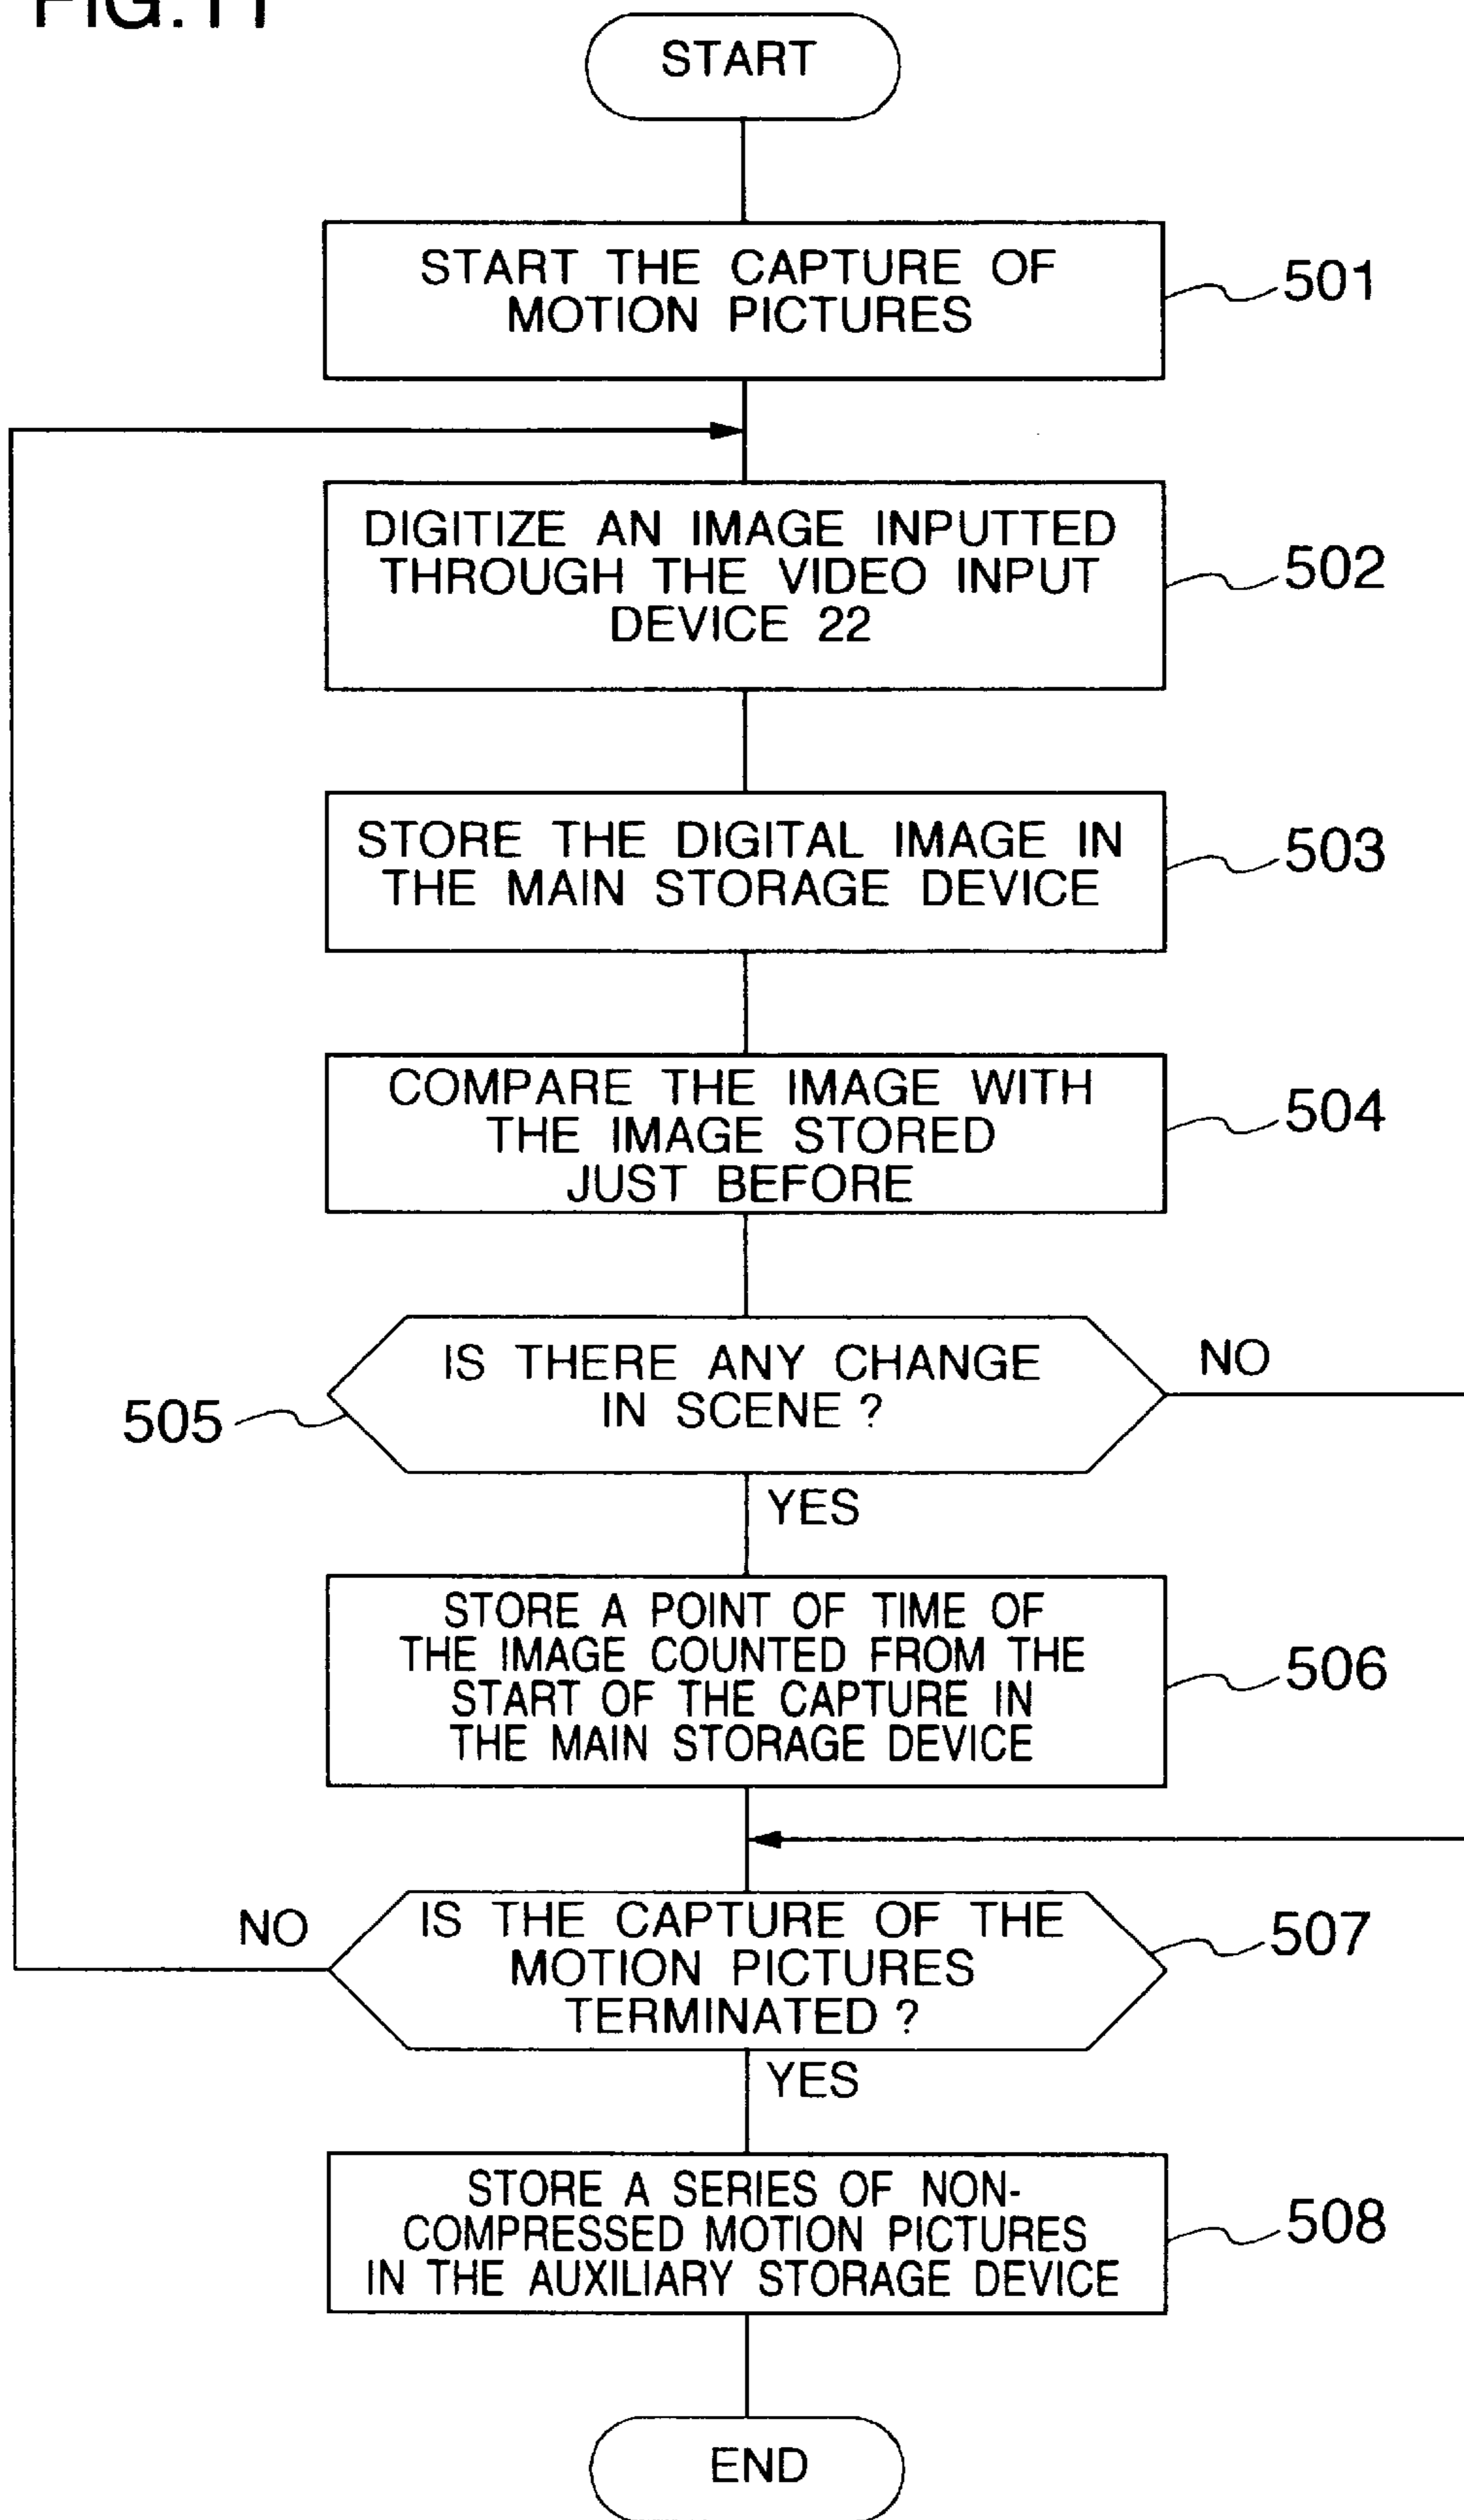 FIG.11
START
START THE CAPTURE OF
MOTION PICTURES
501
DIGITIZE AN IMAGE INPUTTED
THROUGH THE VIDEO INPUT
DEVICE 22
502
STORE THE DIGITAL IMAGE IN
THE MAIN STORAGE DEVICE
503
COMPARE THE IMAGE WITH
THE IMAGE STORED
JUST BEFORE
504
IS THERE ANY CHANGE
IN SCENE ?
NO
505
YES
STORE A POINT OF TIME OF
THE IMAGE COUNTED FROM THE
START OF THE CAPTURE IN
THE MAIN STORAGE DEVICE
506
NO
IS THE CAPTURE OF THE
MOTION PICTURES
TERMINATED ?
507
YES
STORE A SERIES OF NON-
COMPRESSED MOTION PICTURES
IN THE AUXILIARY STORAGE DEVICE
508
END